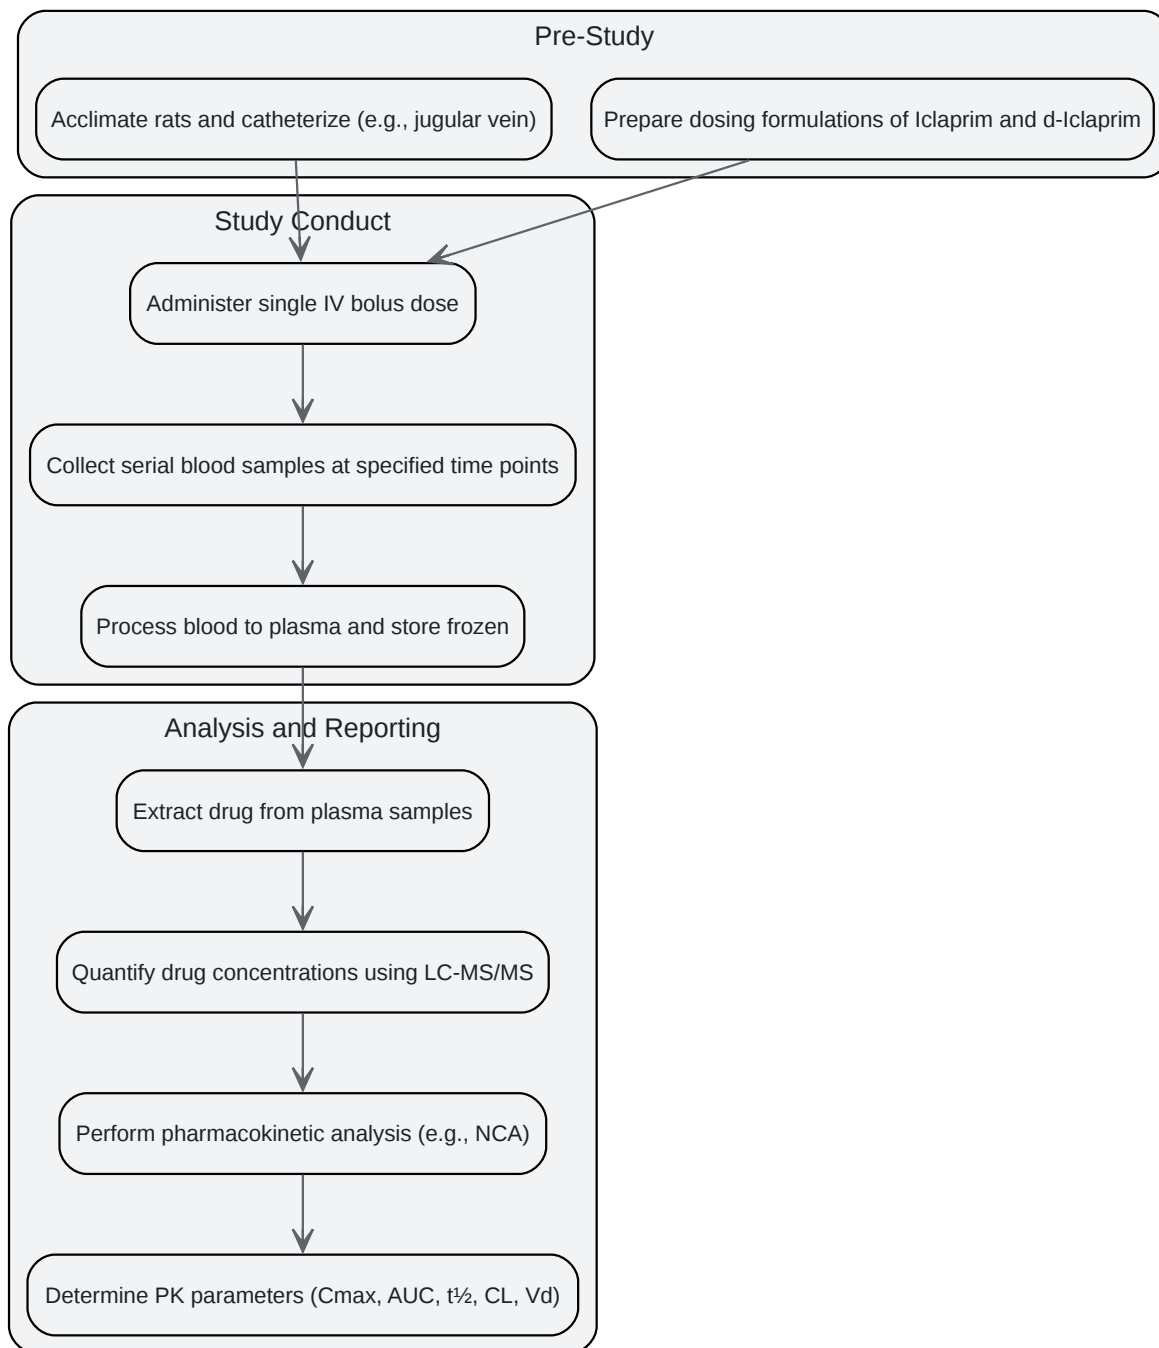 Pre-Study
Acclimate rats and catheterize (e.g., jugular vein)
Prepare dosing formulations of Iclaprim and d-Iclaprim
Study Conduct
Administer single IV bolus dose
Collect serial blood samples at specified time points
Process blood to plasma and store frozen
Analysis and Reporting
Extract drug from plasma samples
Quantify drug concentrations using LC-MS/MS
Perform pharmacokinetic analysis (e.g., NCA)
Determine PK parameters (Cmax, AUC, t½, CL, Vd)